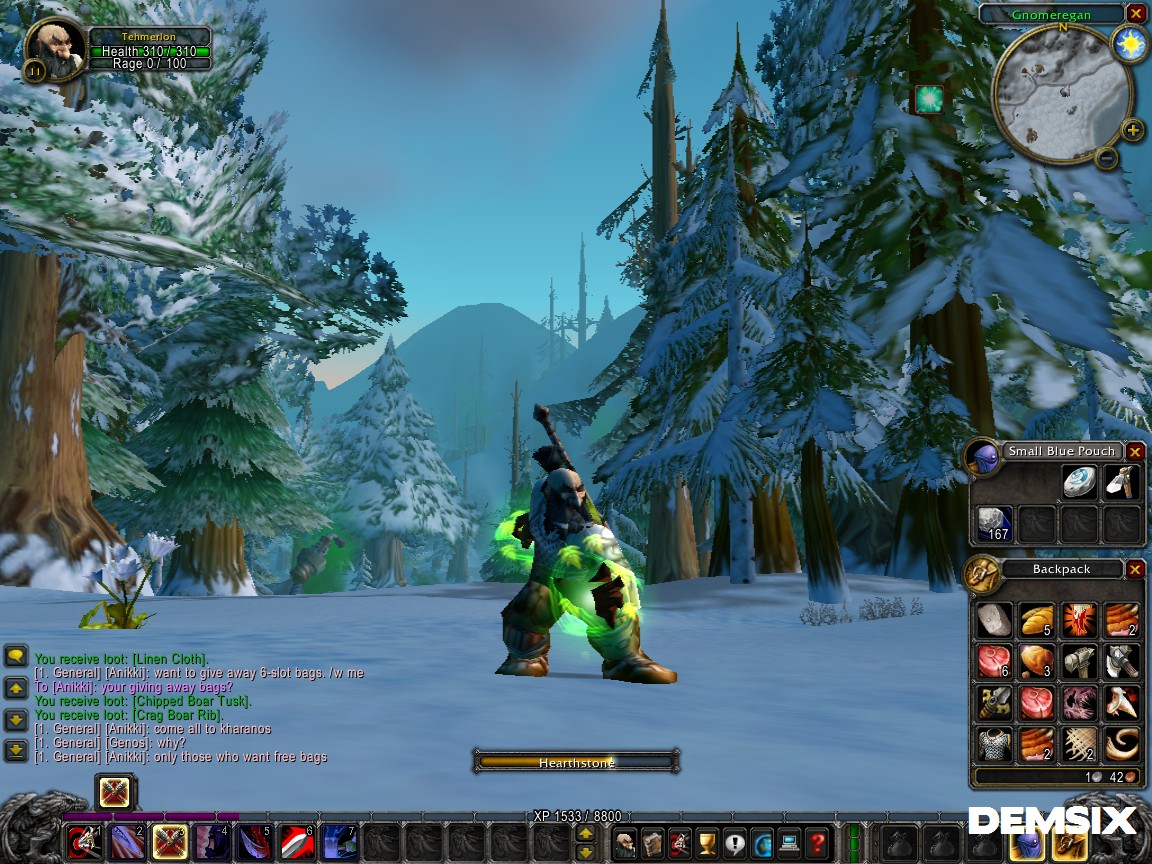 Tehmerlon
Health 310 / 310
Rage 0 / 100
11
Gnomeregan
N
Small Blue Pouch
167
Backpack
5
2
6
3
2
2
1 42
You receive loot: [Linen Cloth].
[1. General] [Anikki]: want to give away 6-slot bags. /w me
To [Anikki]: your giving away bags?
You receive loot: [Chipped Boar Tusk].
You receive loot: [Crag Boar Rib].
[1. General] [Anikki]: come all to kharanos
[1. General] [Genos]: why?
[1. General] [Anikki]: only those who want free bags
Hearthstone
XP 1533 / 8800
1 2 3 4 5 6 7
DEMSIX